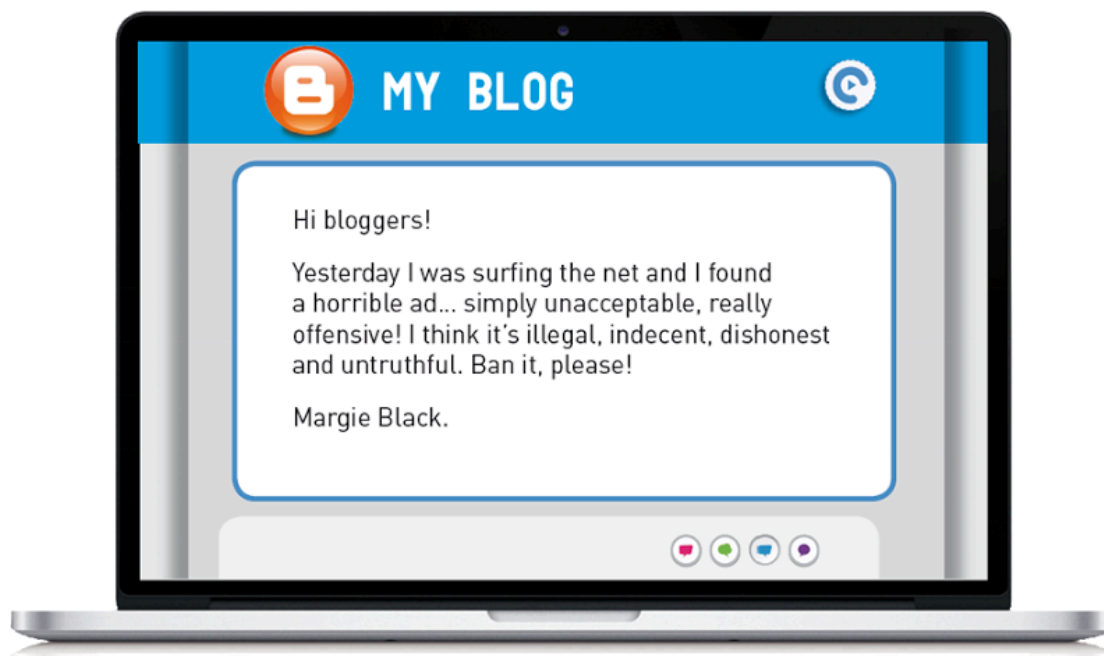 MY BLOG
Hi bloggers!
Yesterday I was surfing the net and I found
a horrible ad... simply unacceptable, really
offensive! I think it's illegal, indecent, dishonest
and untruthful. Ban it, please!
Margie Black.